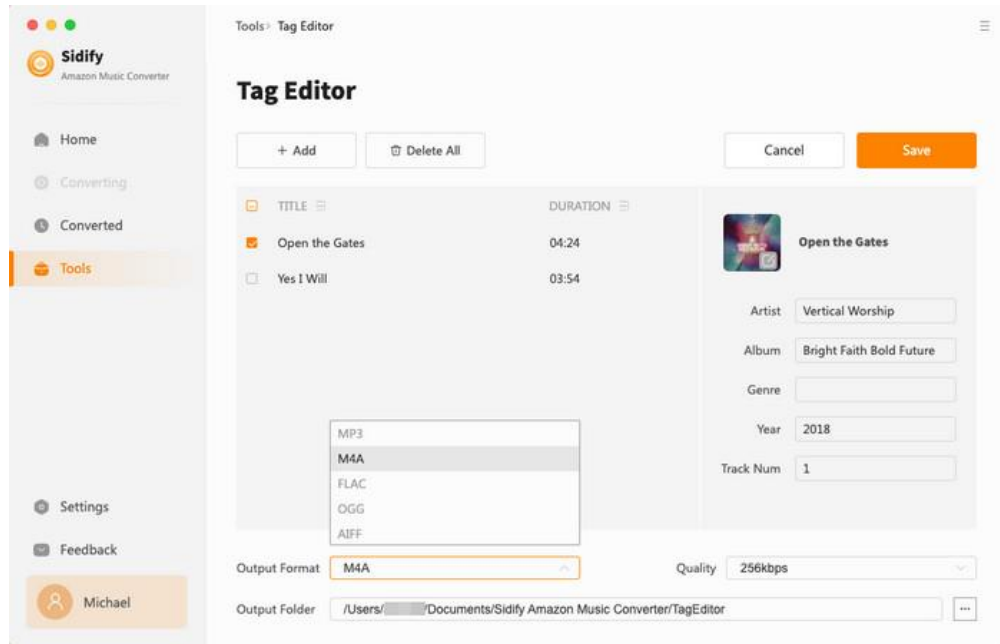 Sidify
Amazon Music Converter
Home
Converting
Converted
Tools
Settings
Feedback
Michael
Tools> Tag Editor
Tag Editor
+ Add
Delete All
Cancel
Save
TITLE
DURATION
Open the Gates
04:24
Yes I Will
03:54
Open the Gates
Artist
Vertical Worship
Album
Bright Faith Bold Future
Genre
Year
2018
Track Num
1
MP3
M4A
FLAC
OGG
AIFF
Output Format
M4A
Quality
256kbps
Output Folder
/Users/ /Documents/Sidify Amazon Music Converter/TagEditor
...